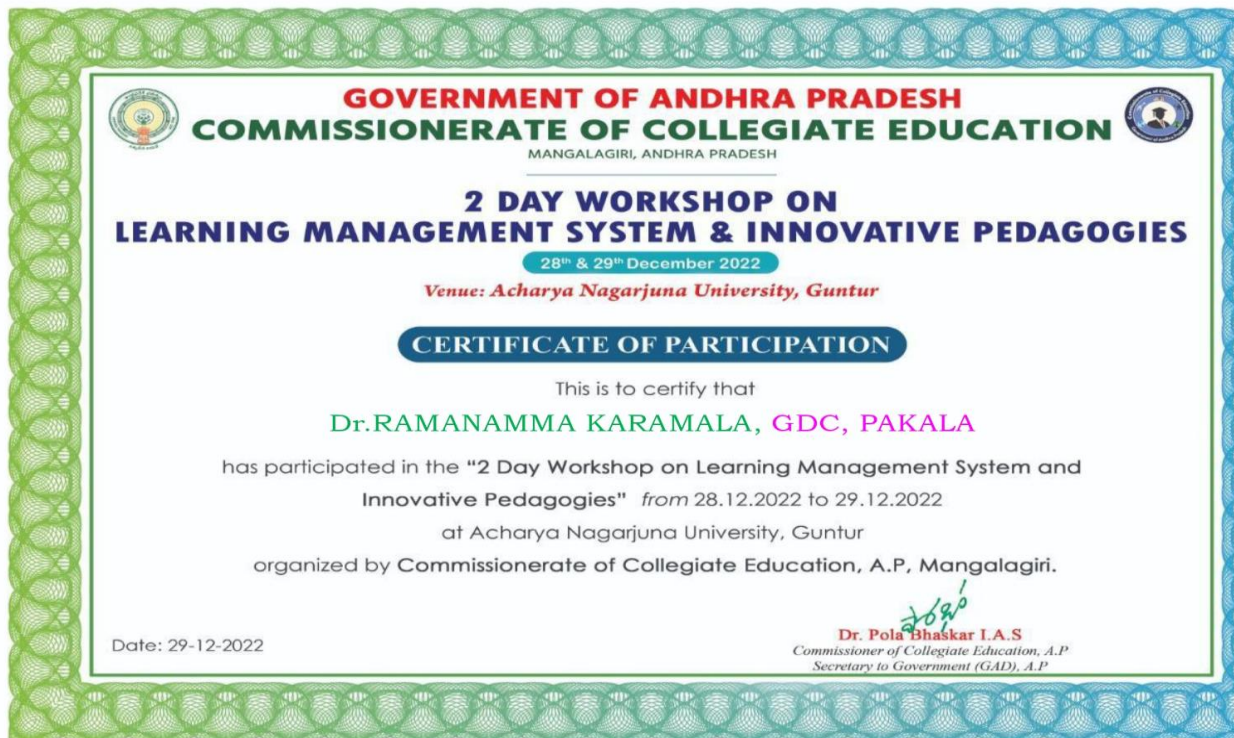 GOVERNMENT OF ANDHRA PRADESH
COMMISSIONERATE OF COLLEGIATE EDUCATION
MANGALAGIRI, ANDHRA PRADESH
2 DAY WORKSHOP ON
LEARNING MANAGEMENT SYSTEM & INNOVATIVE PEDAGOGIES
28th & 29th December 2022
Venue: Acharya Nagarjuna University, Guntur
CERTIFICATE OF PARTICIPATION
This is to certify that
Dr.RAMANAMMA KARAMALA, GDC, PAKALA
has participated in the "2 Day Workshop on Learning Management System and
Innovative Pedagogies" from 28.12.2022 to 29.12.2022
at Acharya Nagarjuna University, Guntur
organized by Commissionerate of Collegiate Education, A.P, Mangalagiri.
Date: 29-12-2022
Dr. Pola Bhaskar I.A.S
Commissioner of Collegiate Education, A.P
Secretary to Government (GAD), A.P